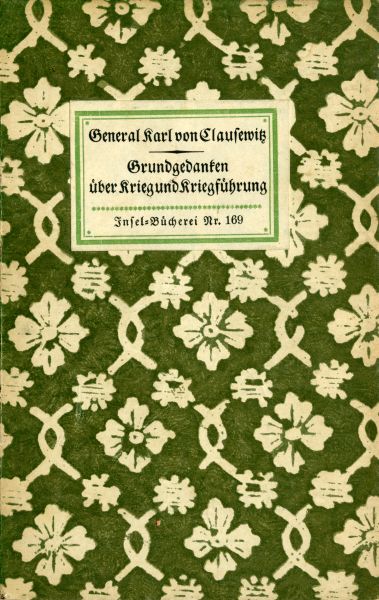 General Karl von Clauſewitz
Grundgedanken
über Krieg und Kriegführung
Inſel-Bücherei Nr. 169